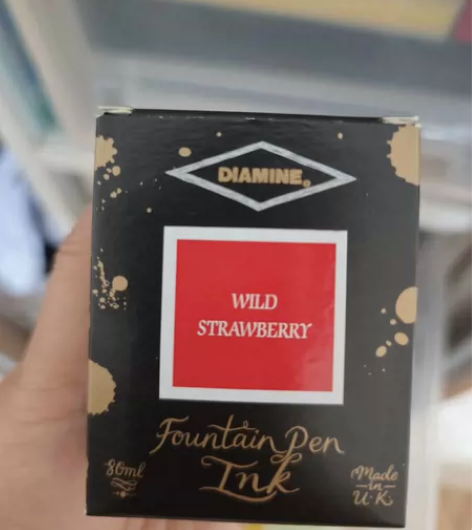 DIAMINE®
WILD
STRAWBERRY
Fountain Pen
Ink
80ml
Made
in
U.K